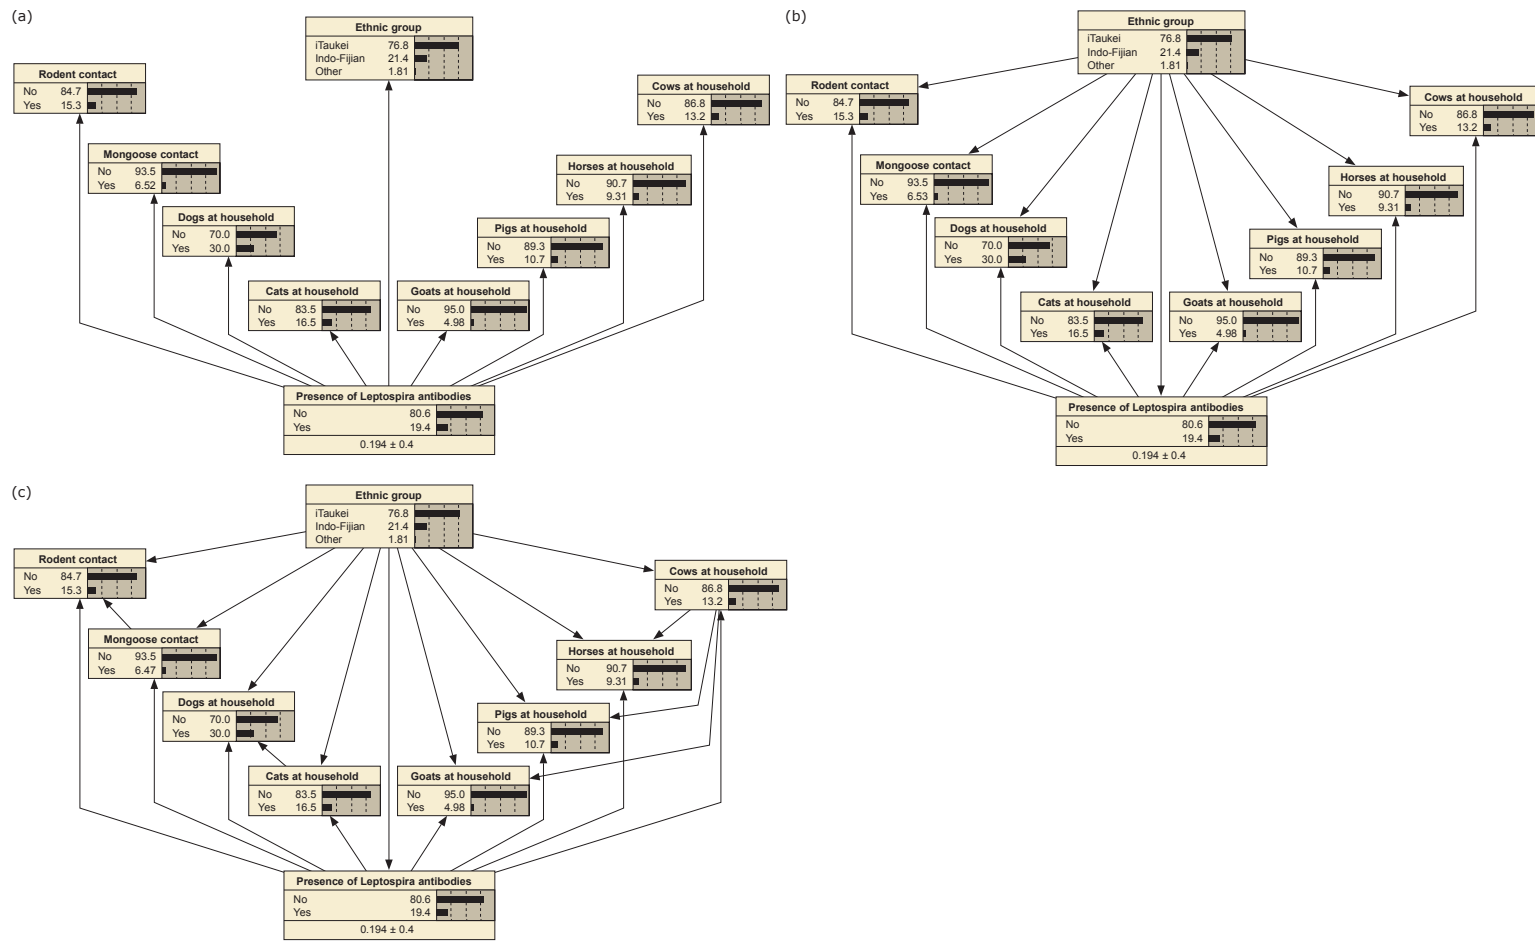 (a)
Ethnic group
iTaukei 76.8
Indo-Fijian 21.4
Other 1.81
Rodent contact
No 84.7
Yes 15.3
Cows at household
No 86.8
Yes 13.2
Mongoose contact
No 93.5
Yes 6.52
Horses at household
No 90.7
Yes 9.31
Dogs at household
No 70.0
Yes 30.0
Pigs at household
No 89.3
Yes 10.7
Cats at household
No 83.5
Yes 16.5
Goats at household
No 95.0
Yes 4.98
Presence of Leptospira antibodies
No 80.6
Yes 19.4
0.194 ± 0.4
(b)
Ethnic group
iTaukei 76.8
Indo-Fijian 21.4
Other 1.81
Rodent contact
No 84.7
Yes 15.3
Cows at household
No 86.8
Yes 13.2
Mongoose contact
No 93.5
Yes 6.53
Horses at household
No 90.7
Yes 9.31
Dogs at household
No 70.0
Yes 30.0
Pigs at household
No 89.3
Yes 10.7
Cats at household
No 83.5
Yes 16.5
Goats at household
No 95.0
Yes 4.98
Presence of Leptospira antibodies
No 80.6
Yes 19.4
0.194 ± 0.4
(c)
Ethnic group
iTaukei 76.8
Indo-Fijian 21.4
Other 1.81
Rodent contact
No 84.7
Yes 15.3
Cows at household
No 86.8
Yes 13.2
Mongoose contact
No 93.5
Yes 6.47
Horses at household
No 90.7
Yes 9.31
Dogs at household
No 70.0
Yes 30.0
Pigs at household
No 89.3
Yes 10.7
Cats at household
No 83.5
Yes 16.5
Goats at household
No 95.0
Yes 4.98
Presence of Leptospira antibodies
No 80.6
Yes 19.4
0.194 ± 0.4